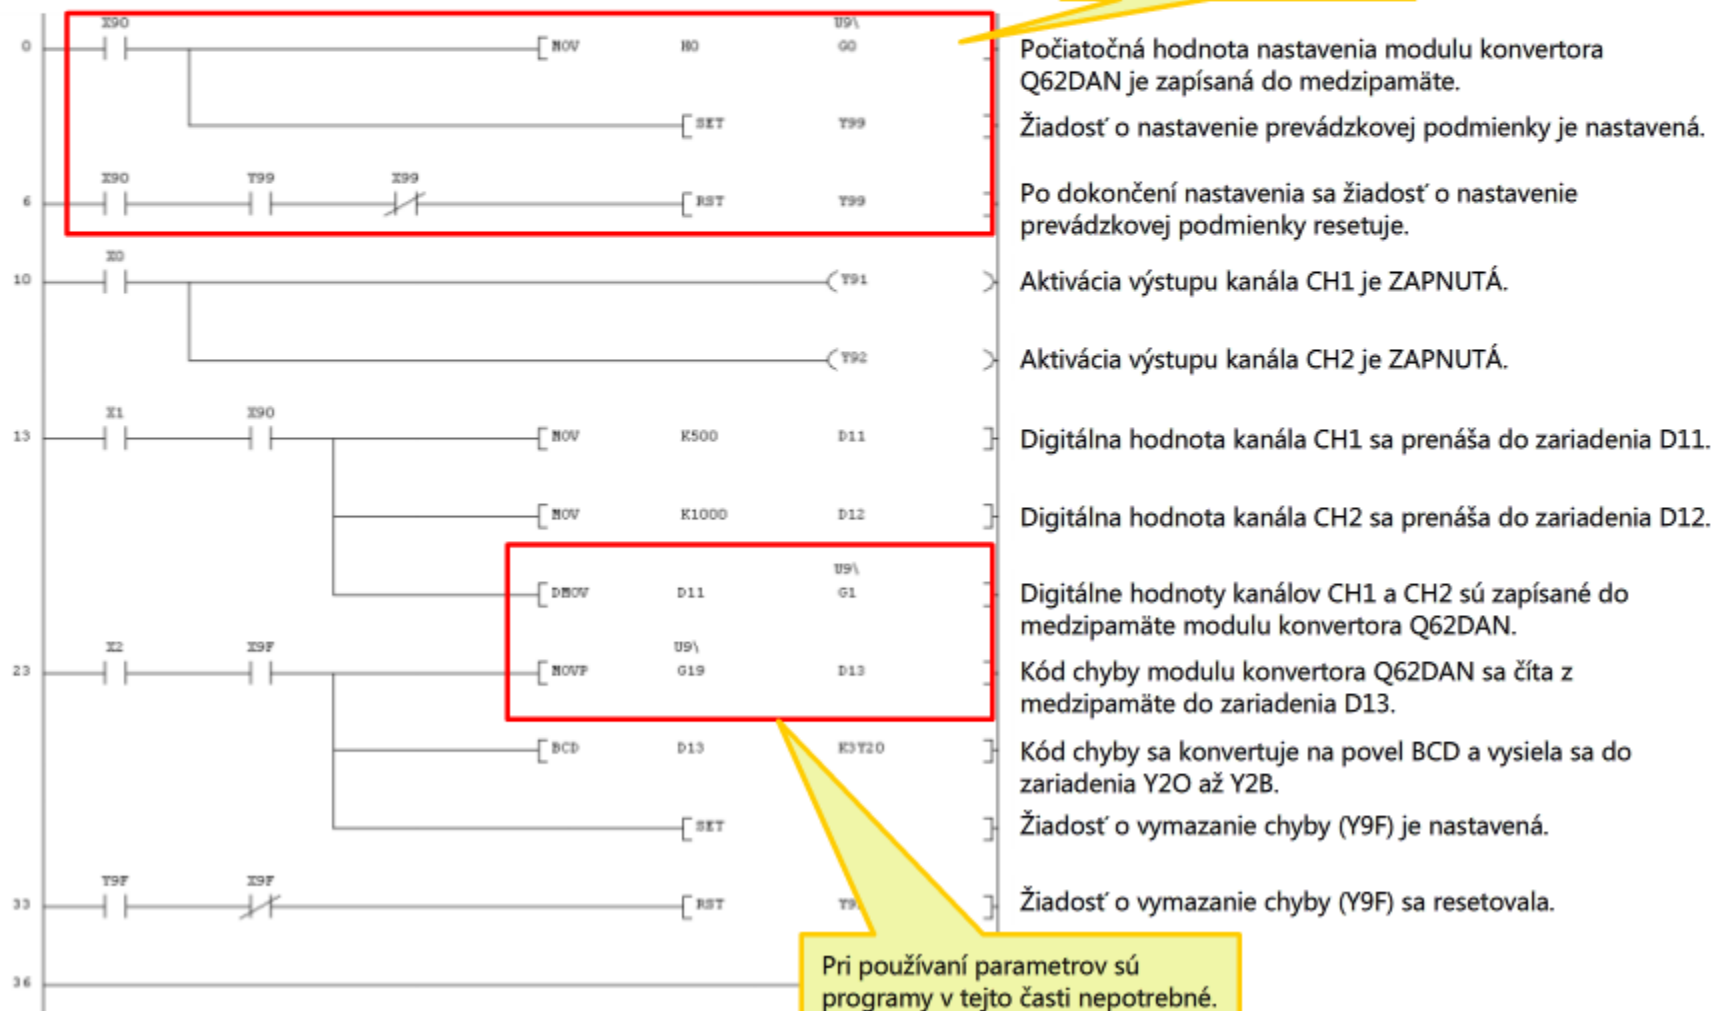 X90 U9\
0 MOV H0 G0
Počiatočná hodnota nastavenia modulu konvertora
Q62DAN je zapísaná do medzipamäte.
SET Y99
Žiadosť o nastavenie prevádzkovej podmienky je nastavená.
X90 Y99 X99
6 RST Y99
Po dokončení nastavenia sa žiadosť o nastavenie
prevádzkovej podmienky resetuje.
X0
10 Y91
Aktivácia výstupu kanála CH1 je ZAPNUTÁ.
Y92
Aktivácia výstupu kanála CH2 je ZAPNUTÁ.
X1 X90
13 MOV K500 D11
Digitálna hodnota kanála CH1 sa prenáša do zariadenia D11.
MOV K1000 D12
Digitálna hodnota kanála CH2 sa prenáša do zariadenia D12.
U9\
DMOV D11 G1
Digitálne hodnoty kanálov CH1 a CH2 sú zapísané do
medzipamäte modulu konvertora Q62DAN.
X2 X9F U9\
23 MOVP G19 D13
Kód chyby modulu konvertora Q62DAN sa číta z
medzipamäte do zariadenia D13.
BCD D13 K3Y20
Kód chyby sa konvertuje na povel BCD a vysiela sa do
zariadenia Y2O až Y2B.
SET
Žiadosť o vymazanie chyby (Y9F) je nastavená.
Y9F X9F
33 RST
Žiadosť o vymazanie chyby (Y9F) sa resetovala.
36
Pri používaní parametrov sú
programy v tejto časti nepotrebné.